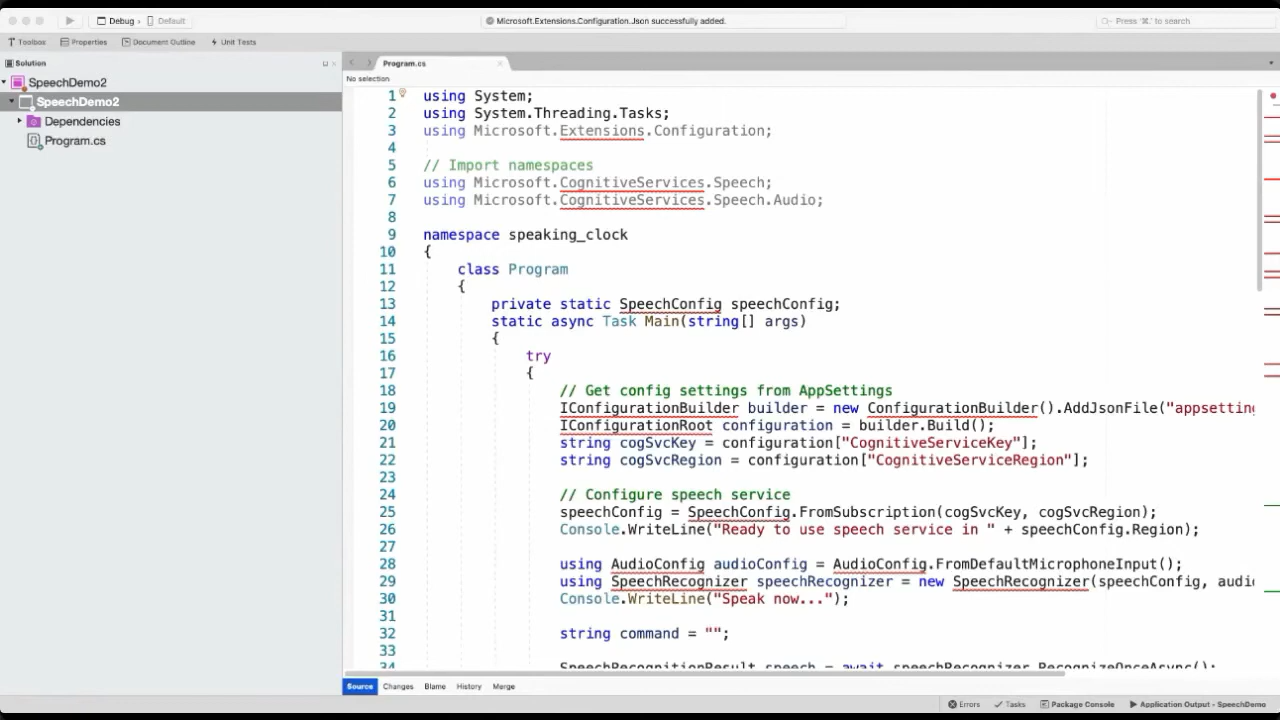 Debug › Default
Microsoft.Extensions.Configuration.Json successfully added.
Press '⌘.' to search
Toolbox Properties Document Outline Unit Tests
Solution
Program.cs
No selection
SpeechDemo2
SpeechDemo2
Dependencies
Program.cs
1 using System;
2 using System.Threading.Tasks;
3 using Microsoft.Extensions.Configuration;
4
5 // Import namespaces
6 using Microsoft.CognitiveServices.Speech;
7 using Microsoft.CognitiveServices.Speech.Audio;
8
9 namespace speaking_clock
10 {
11 class Program
12 {
13 private static SpeechConfig speechConfig;
14 static async Task Main(string[] args)
15 {
16 try
17 {
18 // Get config settings from AppSettings
19 IConfigurationBuilder builder = new ConfigurationBuilder().AddJsonFile("appsetting
20 IConfigurationRoot configuration = builder.Build();
21 string cogSvcKey = configuration["CognitiveServiceKey"];
22 string cogSvcRegion = configuration["CognitiveServiceRegion"];
23
24 // Configure speech service
25 speechConfig = SpeechConfig.FromSubscription(cogSvcKey, cogSvcRegion);
26 Console.WriteLine("Ready to use speech service in " + speechConfig.Region);
27
28 using AudioConfig audioConfig = AudioConfig.FromDefaultMicrophoneInput();
29 using SpeechRecognizer speechRecognizer = new SpeechRecognizer(speechConfig, audio
30 Console.WriteLine("Speak now...");
31
32 string command = "";
33
34 SpeechRecognitionResult speech = await speechRecognizer.RecognizeOnceAsync();
Source Changes Blame History Merge
Errors Tasks Package Console Application Output - SpeechDemo